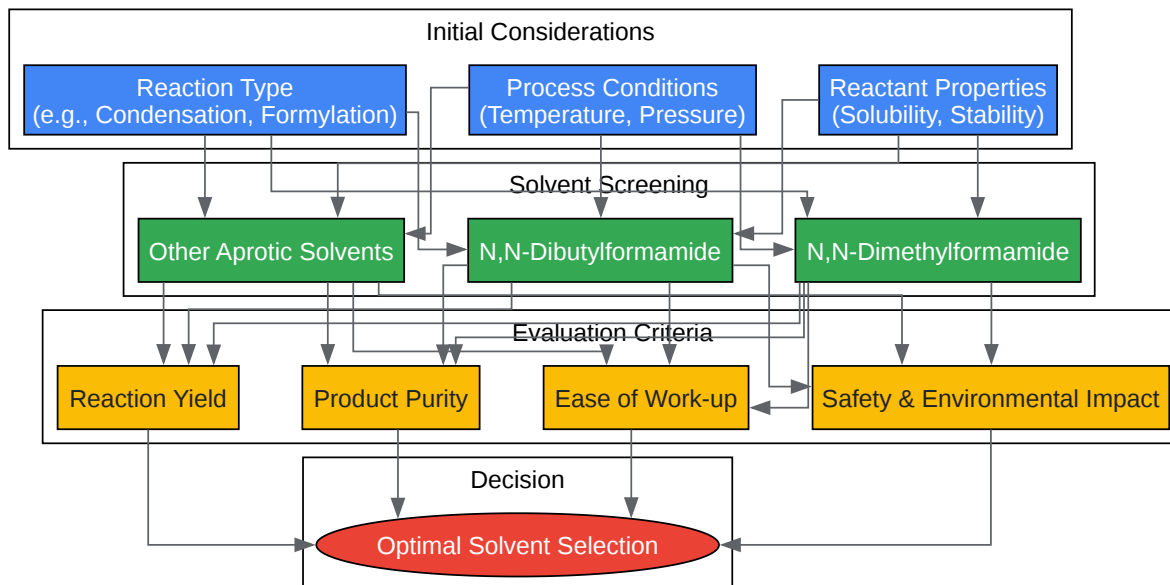 Initial Considerations
Reaction Type
(e.g., Condensation, Formylation)
Process Conditions
(Temperature, Pressure)
Reactant Properties
(Solubility, Stability)
Solvent Screening
Other Aprotic Solvents
N,N-Dibutylformamide
N,N-Dimethylformamide
Evaluation Criteria
Reaction Yield
Product Purity
Ease of Work-up
Safety & Environmental Impact
Decision
Optimal Solvent Selection